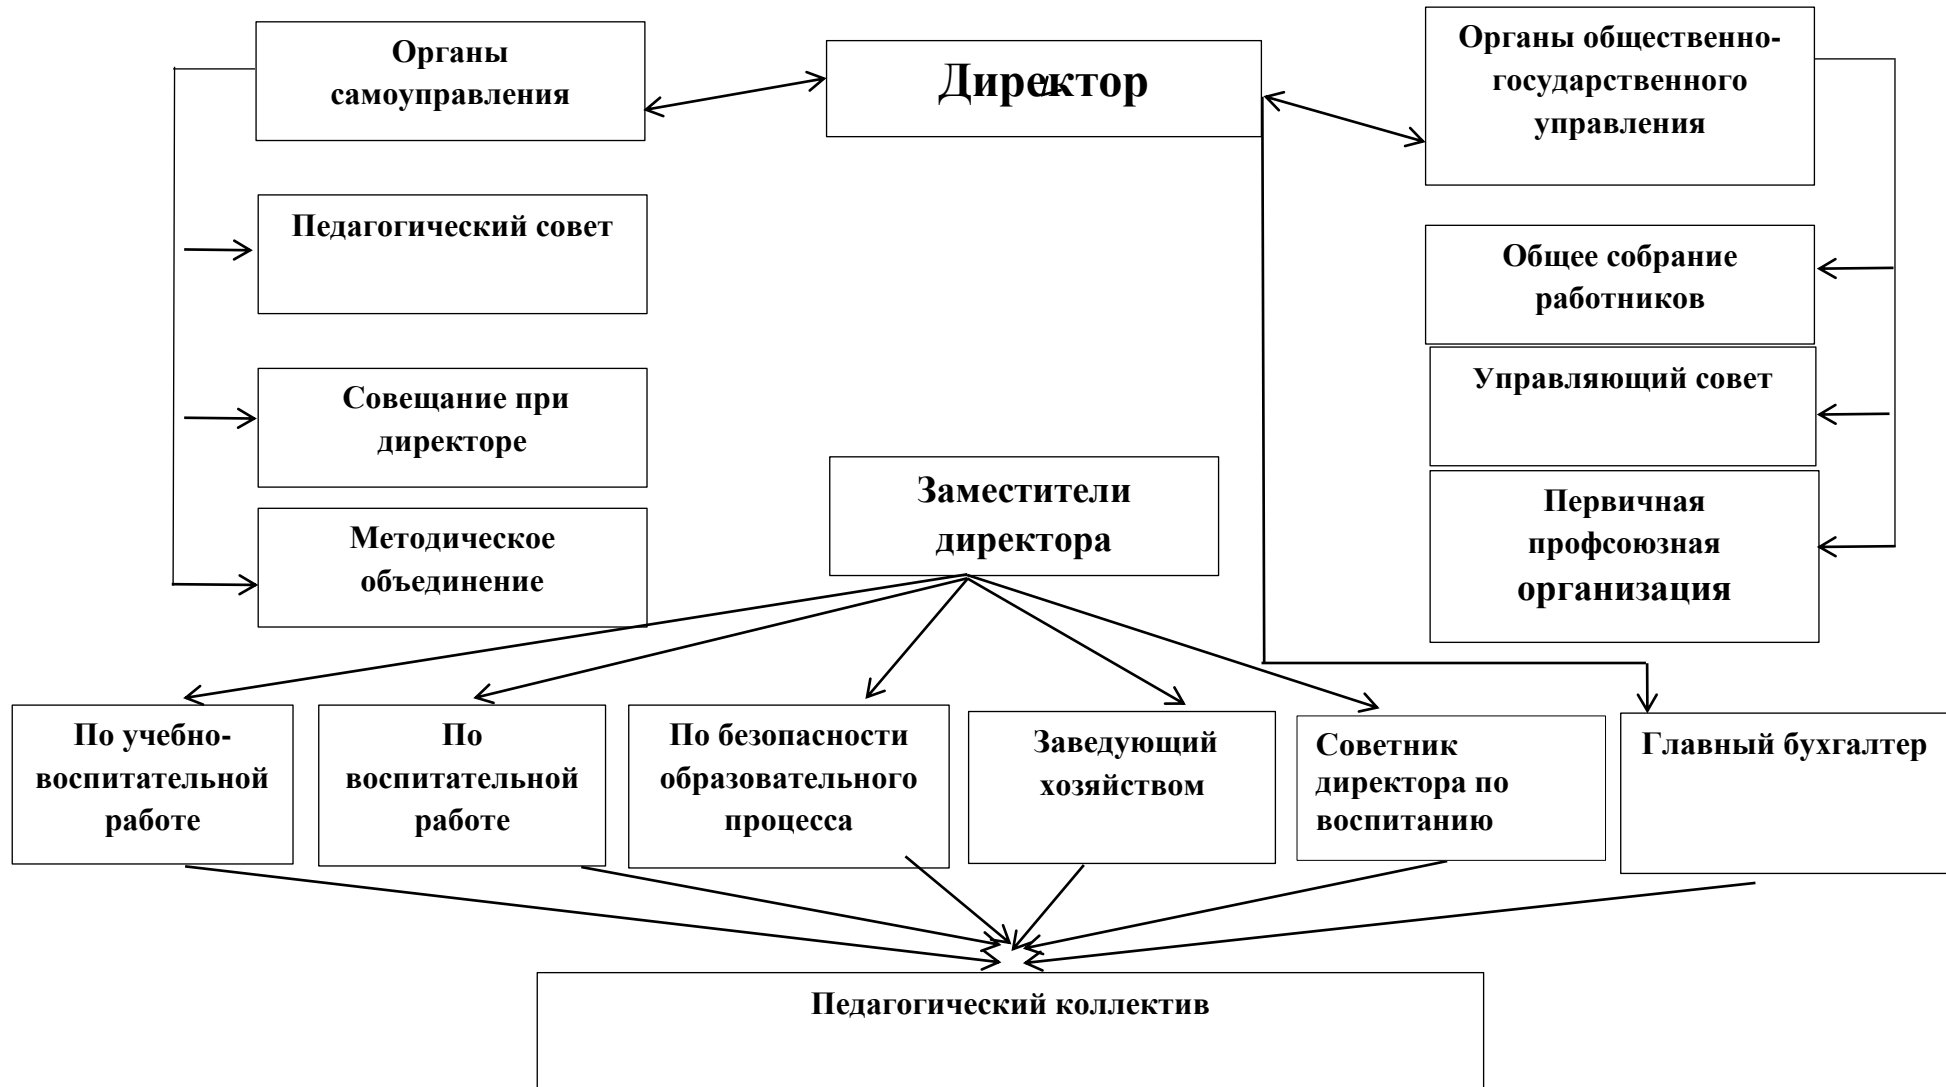 Органы
самоуправления
Директор
Органы общественно-
государственного
управления
Педагогический совет
Общее собрание
работников
Совещание при
директоре
Управляющий совет
Методическое
объединение
Заместители
директора
Первичная
профсоюзная
организация
По учебно-
воспитательной
работе
По
воспитательной
работе
По безопасности
образовательного
процесса
Заведующий
хозяйством
Советник
директора по
воспитанию
Главный бухгалтер
Педагогический коллектив